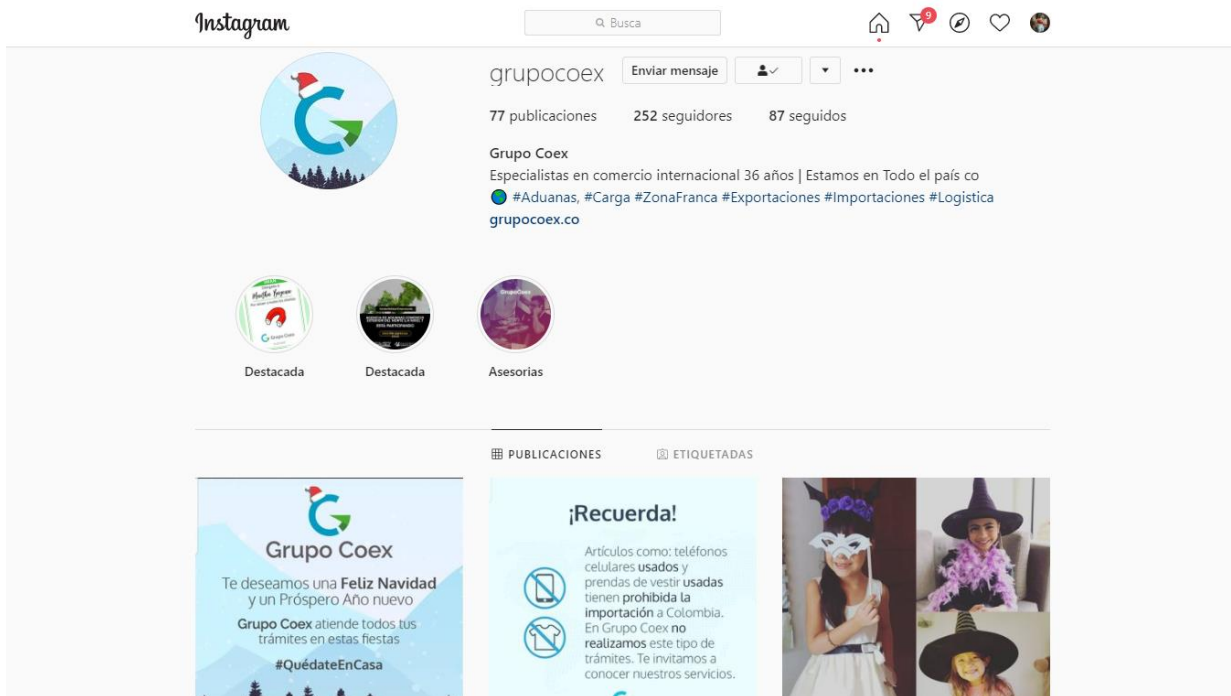 Instagram
Busca
9
grupocoex Enviar mensaje
77 publicaciones 252 seguidores 87 seguidos
Grupo Coex
Especialistas en comercio internacional 36 años | Estamos en Todo el país co
#Aduanas, #Carga #ZonaFranca #Exportaciones #Importaciones #Logistica
grupocoex.co
Grupo Coex
GrupoCoex
Destacada Destacada Asesorias
PUBLICACIONES ETIQUETADAS
Grupo Coex
Te deseamos una Feliz Navidad
y un Próspero Año nuevo
Grupo Coex atiende todos tus
trámites en estas fiestas
#QuédateEnCasa
¡Recuerda!
Artículos como: teléfonos
celulares usados y
prendas de vestir usadas
tienen prohibida la
importación a Colombia.
En Grupo Coex no
realizamos este tipo de
trámites. Te invitamos a
conocer nuestros servicios.